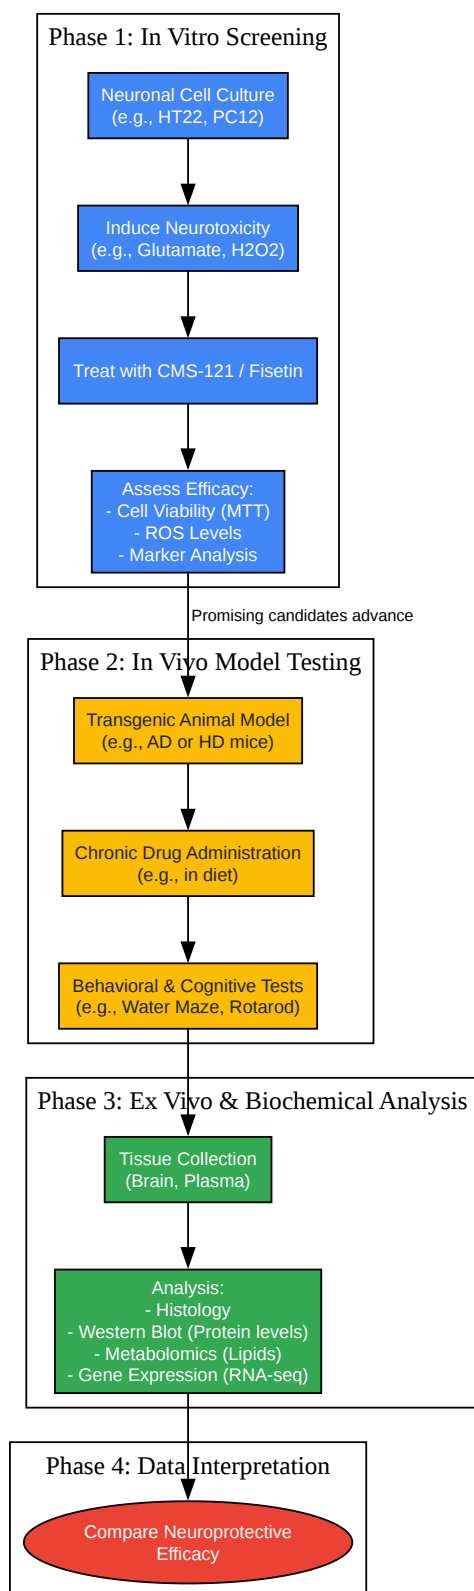 Phase 1: In Vitro Screening
Neuronal Cell Culture
(e.g., HT22, PC12)
Induce Neurotoxicity
(e.g., Glutamate, H2O2)
Treat with CMS-121 / Fisetin
Assess Efficacy:
- Cell Viability (MTT)
- ROS Levels
- Marker Analysis
Promising candidates advance
Phase 2: In Vivo Model Testing
Transgenic Animal Model
(e.g., AD or HD mice)
Chronic Drug Administration
(e.g., in diet)
Behavioral & Cognitive Tests
(e.g., Water Maze, Rotarod)
Phase 3: Ex Vivo & Biochemical Analysis
Tissue Collection
(Brain, Plasma)
Analysis:
- Histology
- Western Blot (Protein levels)
- Metabolomics (Lipids)
- Gene Expression (RNA-seq)
Phase 4: Data Interpretation
Compare Neuroprotective
Efficacy